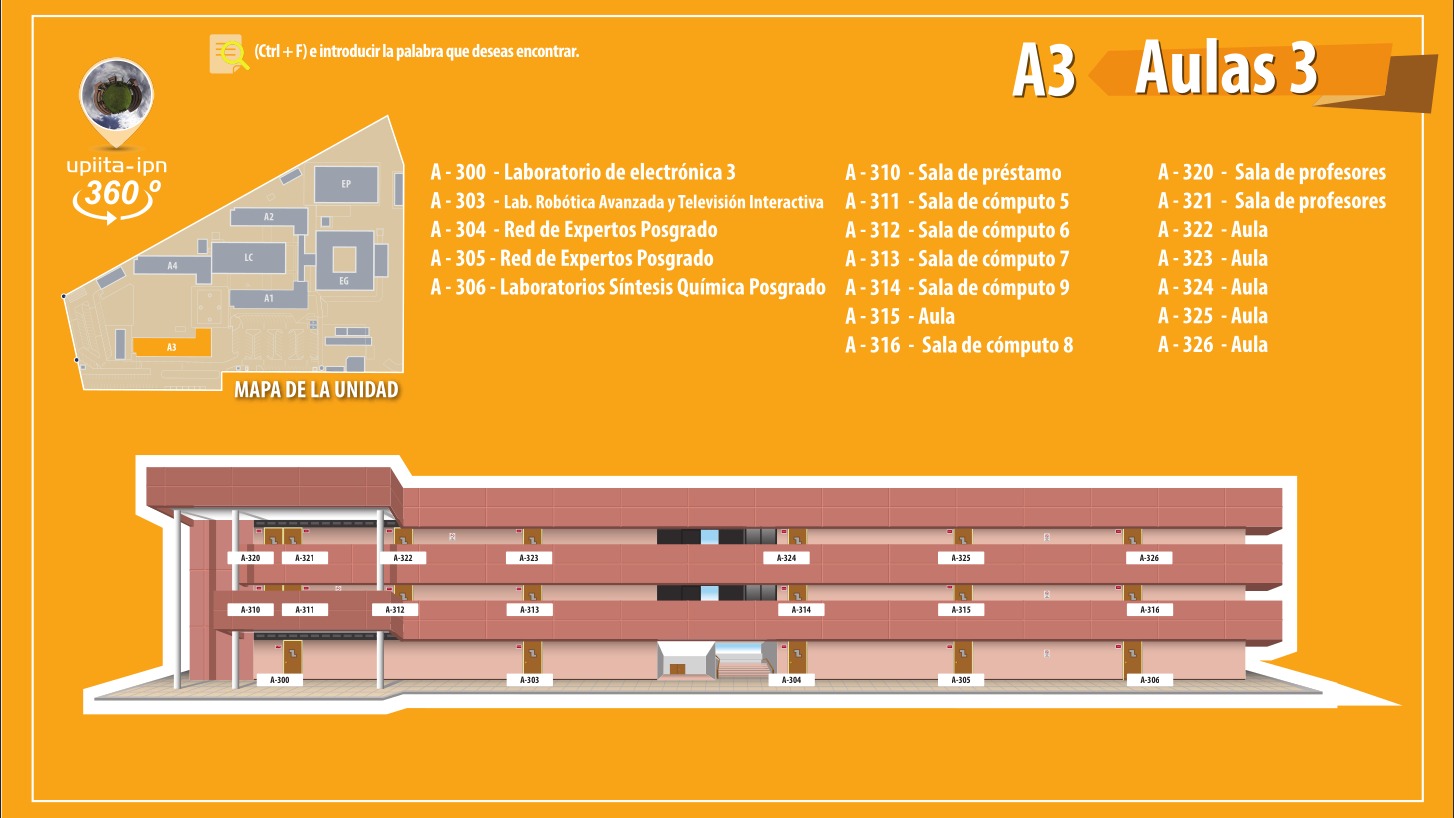 (Ctrl + F) e introducir la palabra que deseas encontrar.
A3 Aulas 3
upiita-ipn
360º
EP
A2
LC
A4
EG
A1
A3
MAPA DE LA UNIDAD
A - 300 - Laboratorio de electrónica 3
A - 303 - Lab. Robótica Avanzada y Televisión Interactiva
A - 304 - Red de Expertos Posgrado
A - 305 - Red de Expertos Posgrado
A - 306 - Laboratorios Síntesis Química Posgrado
A - 310 - Sala de préstamo
A - 311 - Sala de cómputo 5
A - 312 - Sala de cómputo 6
A - 313 - Sala de cómputo 7
A - 314 - Sala de cómputo 9
A - 315 - Aula
A - 316 - Sala de cómputo 8
A - 320 - Sala de profesores
A - 321 - Sala de profesores
A - 322 - Aula
A - 323 - Aula
A - 324 - Aula
A - 325 - Aula
A - 326 - Aula
A-320 A-321 A-322 A-323 A-324 A-325 A-326
A-310 A-311 A-312 A-313 A-314 A-315 A-316
A-300 A-303 A-304 A-305 A-306